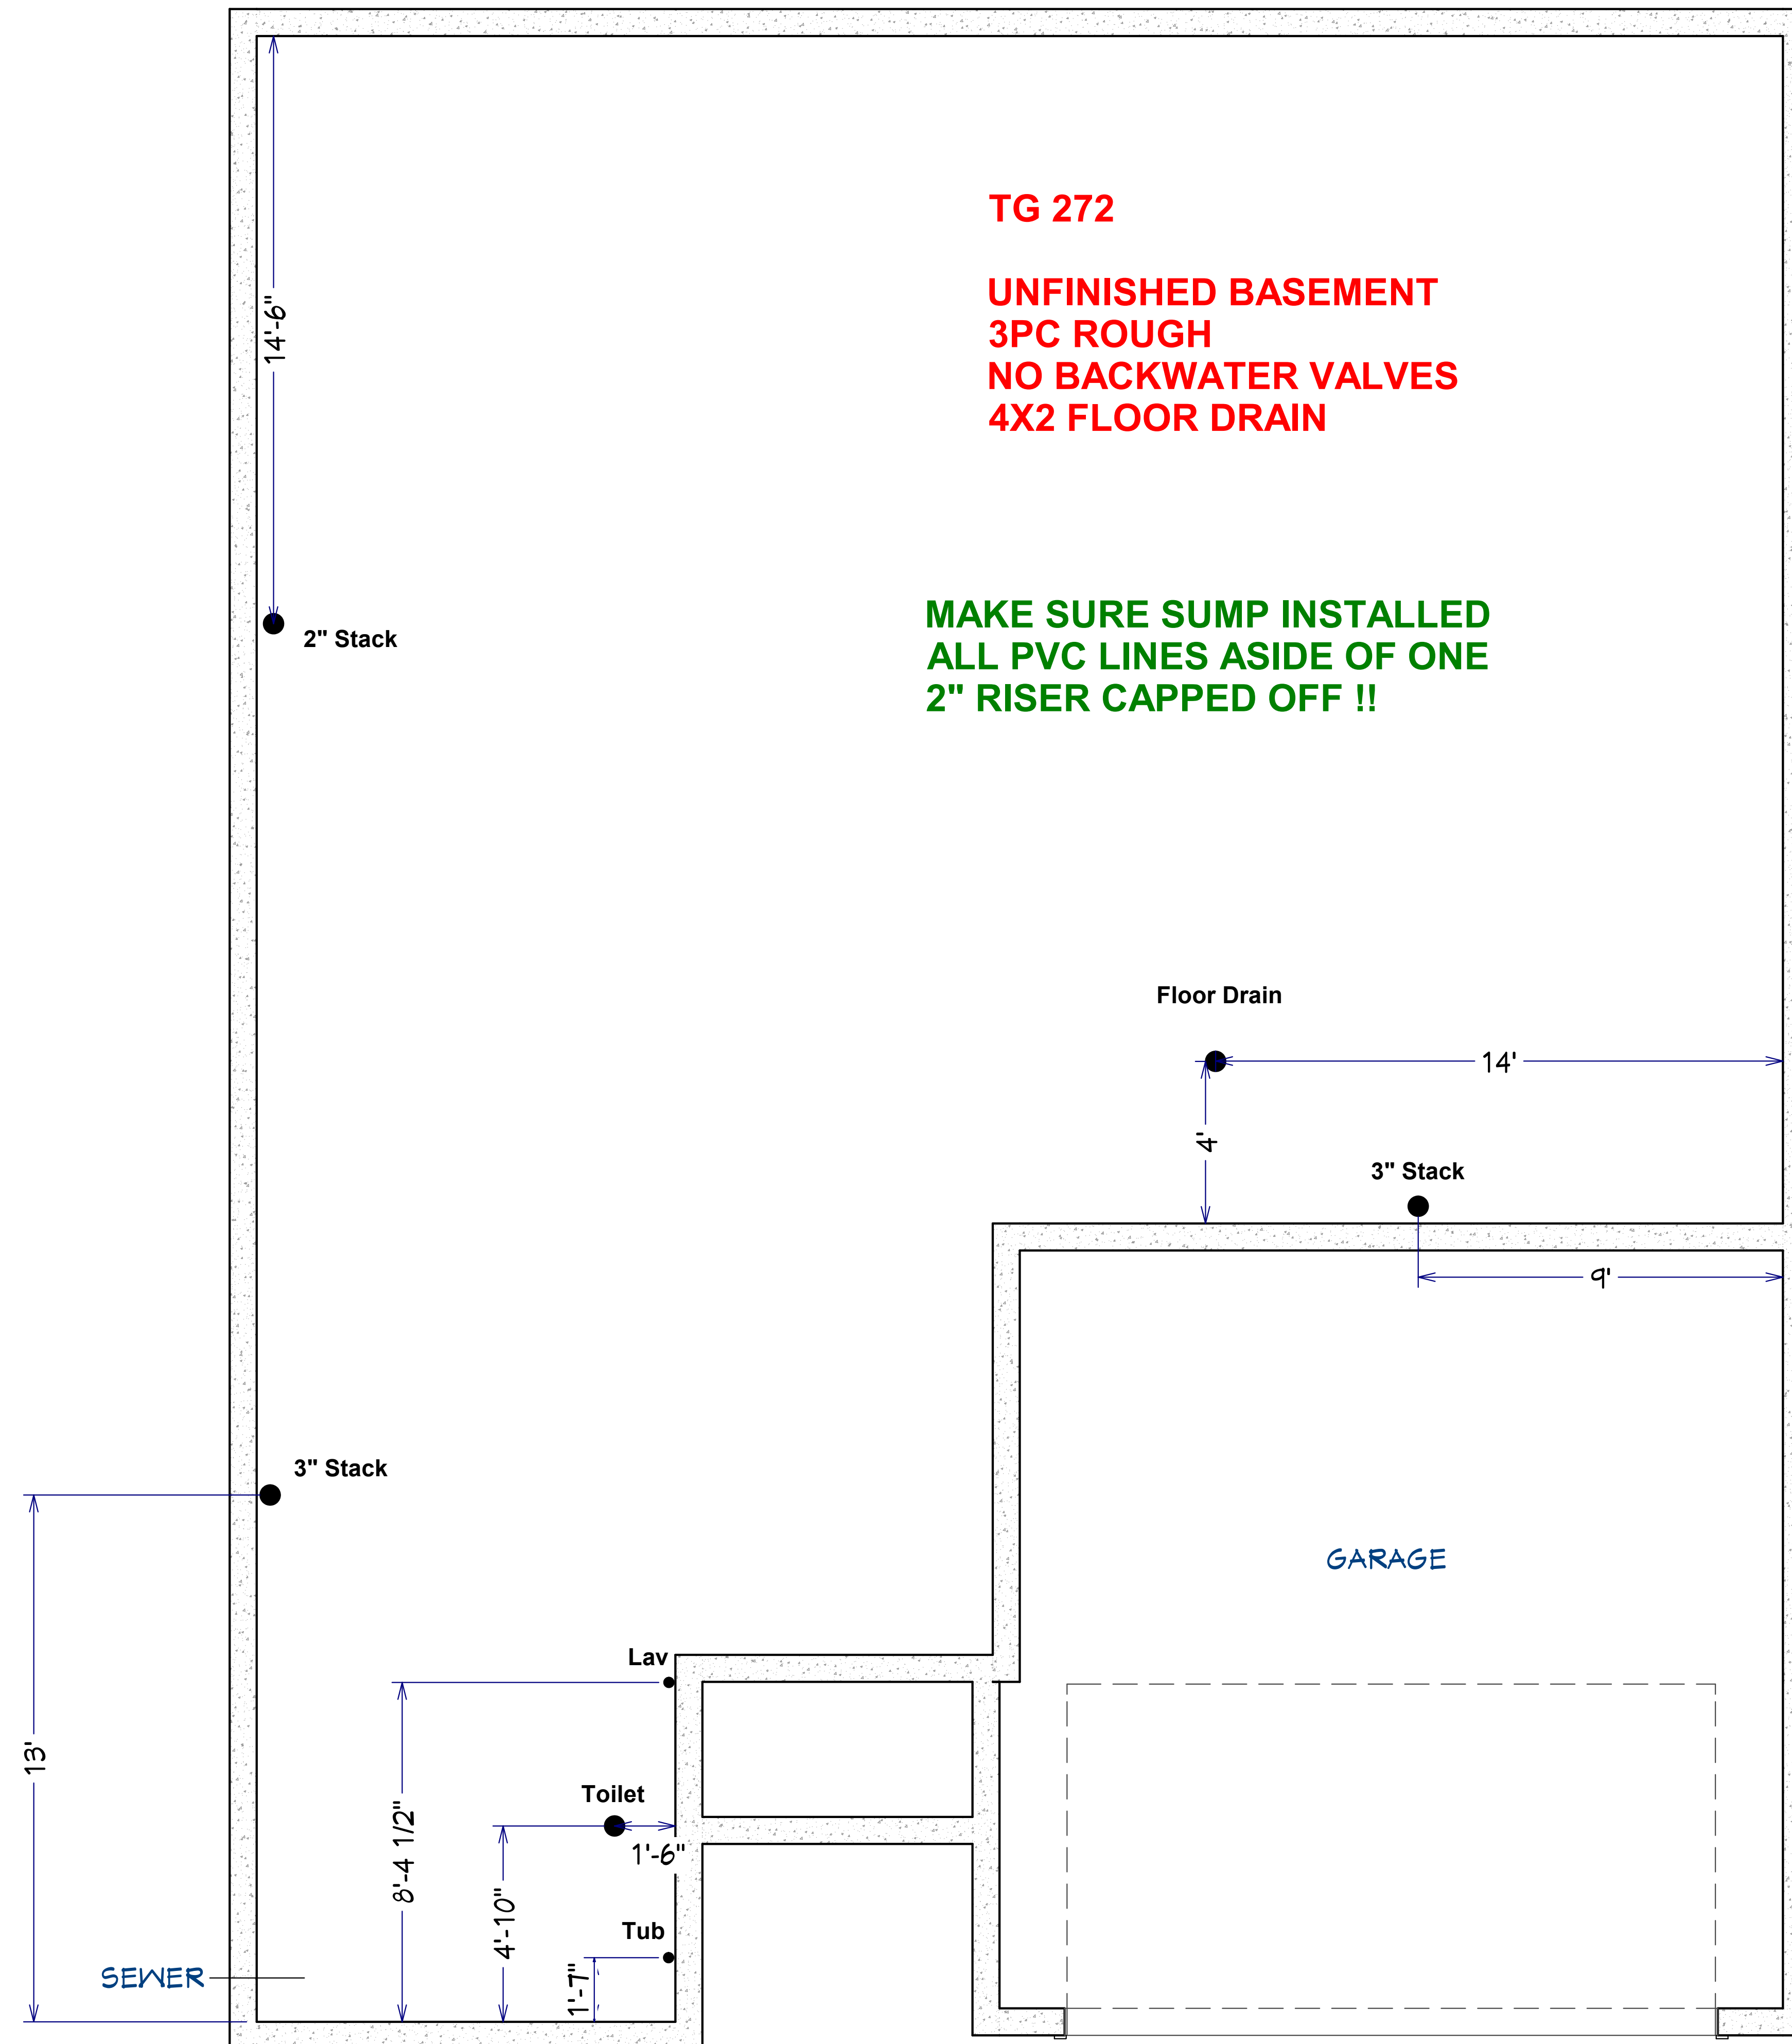 TG 272
UNFINISHED BASEMENT
3PC ROUGH
NO BACKWATER VALVES
4X2 FLOOR DRAIN
14'-6"
MAKE SURE SUMP INSTALLED
ALL PVC LINES ASIDE OF ONE
2" RISER CAPPED OFF !!
2" Stack
Floor Drain
14'
4'
3" Stack
9'
3" Stack
GARAGE
Lav
13'
Toilet
8'-4 1/2"
1'-6"
4'-10"
Tub
SEWER
1'-7"